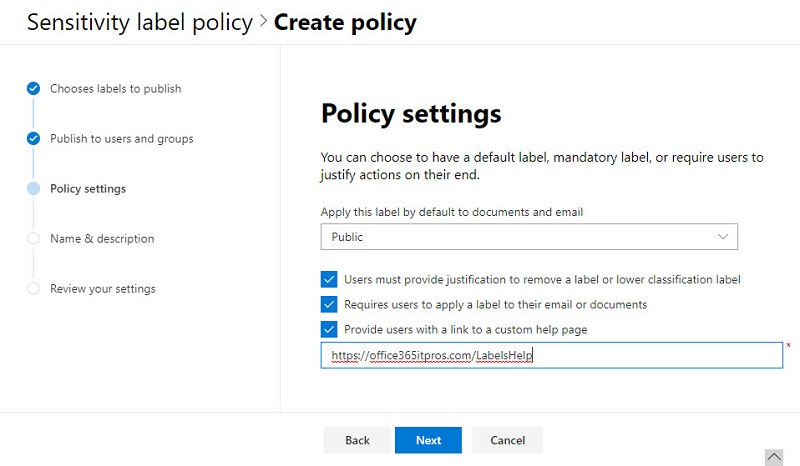 Sensitivity label policy > Create policy
Chooses labels to publish
Publish to users and groups
Policy settings
Name & description
Review your settings
Policy settings
You can choose to have a default label, mandatory label, or require users to
justify actions on their end.
Apply this label by default to documents and email
Public
Users must provide justification to remove a label or lower classification label
Requires users to apply a label to their email or documents
Provide users with a link to a custom help page
https://office365itpros.com/LabelsHelp
*
Back
Next
Cancel